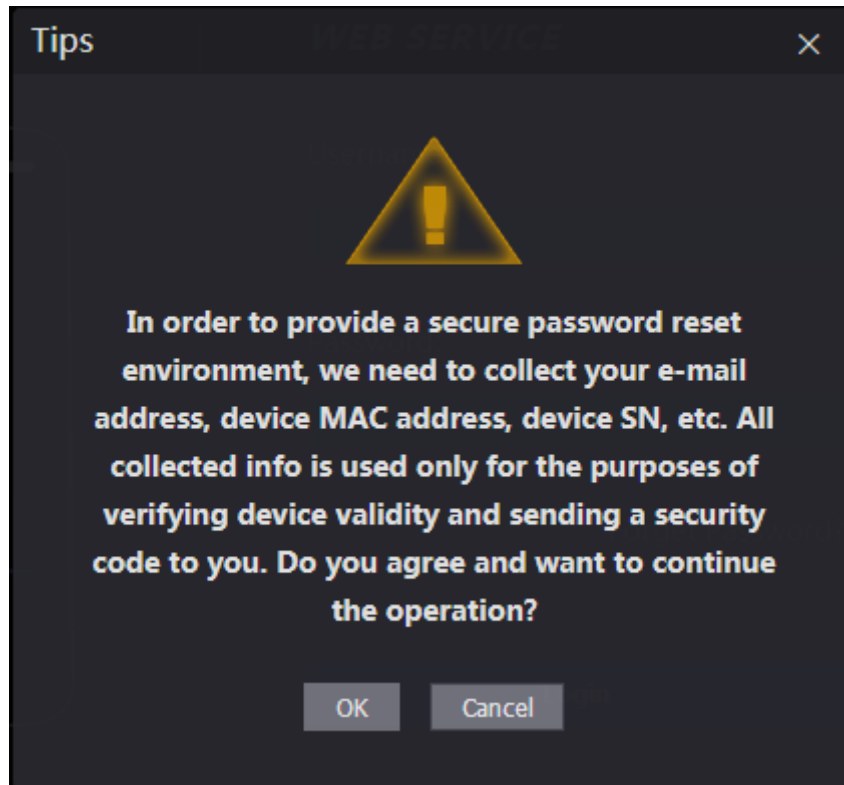 Tips
WEB SERVICE
In order to provide a secure password reset
environment, we need to collect your e-mail
address, device MAC address, device SN, etc. All
collected info is used only for the purposes of
verifying device validity and sending a security
code to you. Do you agree and want to continue
the operation?
OK
Cancel